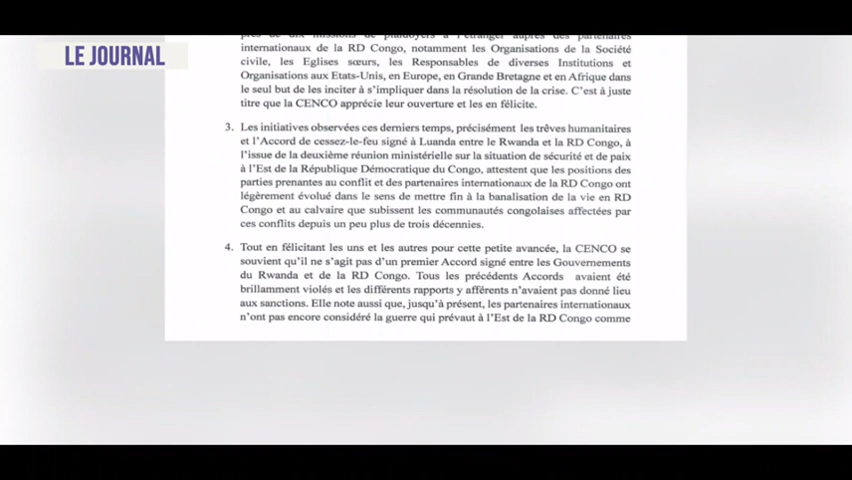 LE JOURNAL
près de dix missions de plaidoyers à l'étranger auprès des partenaires
internationaux de la RD Congo, notamment les Organisations de la Société
civile, les Eglises sœurs, les Responsables de diverses Institutions et
Organisations aux Etats-Unis, en Europe, en Grande Bretagne et en Afrique dans
le seul but de les inciter à s'impliquer dans la résolution de la crise. C'est à juste
titre que la CENCO apprécie leur ouverture et les en félicite.
3. Les initiatives observées ces derniers temps, précisément les trêves humanitaires
et l'Accord de cessez-le-feu signé à Luanda entre le Rwanda et la RD Congo, à
l'issue de la deuxième réunion ministérielle sur la situation de sécurité et de paix
à l'Est de la République Démocratique du Congo, attestent que les positions des
parties prenantes au conflit et des partenaires internationaux de la RD Congo ont
légèrement évolué dans le sens de mettre fin à la banalisation de la vie en RD
Congo et au calvaire que subissent les communautés congolaises affectées par
ces conflits depuis un peu plus de trois décennies.
4. Tout en félicitant les uns et les autres pour cette petite avancée, la CENCO se
souvient qu'il ne s'agit pas d'un premier Accord signé entre les Gouvernements
du Rwanda et de la RD Congo. Tous les précédents Accords avaient été
brillamment violés et les différents rapports y afférents n'avaient pas donné lieu
aux sanctions. Elle note aussi que, jusqu'à présent, les partenaires internationaux
n'ont pas encore considéré la guerre qui prévaut à l'Est de la RD Congo comme